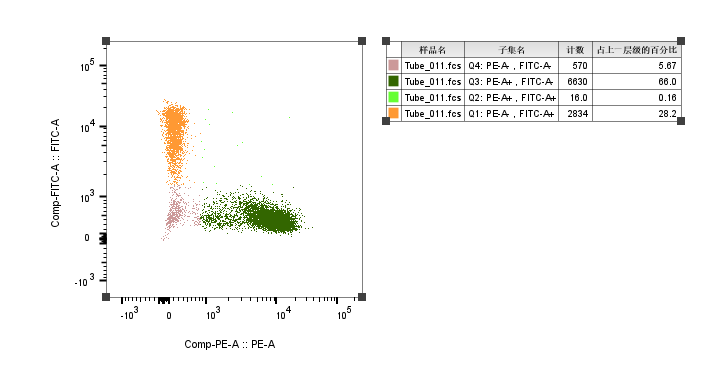 样品名 子集名 计数 占上一层级的百分比
Tube_011.fcs Q4: PE-A- , FITC-A- 570 5.67
Tube_011.fcs Q3: PE-A+ , FITC-A- 6630 66.0
Tube_011.fcs Q2: PE-A+ , FITC-A+ 16.0 0.16
Tube_011.fcs Q1: PE-A- , FITC-A+ 2834 28.2
Comp-FITC-A :: FITC-A
10^5
10^4
10^3
0
-10^3
-10^3 0 10^3 10^4 10^5
Comp-PE-A :: PE-A